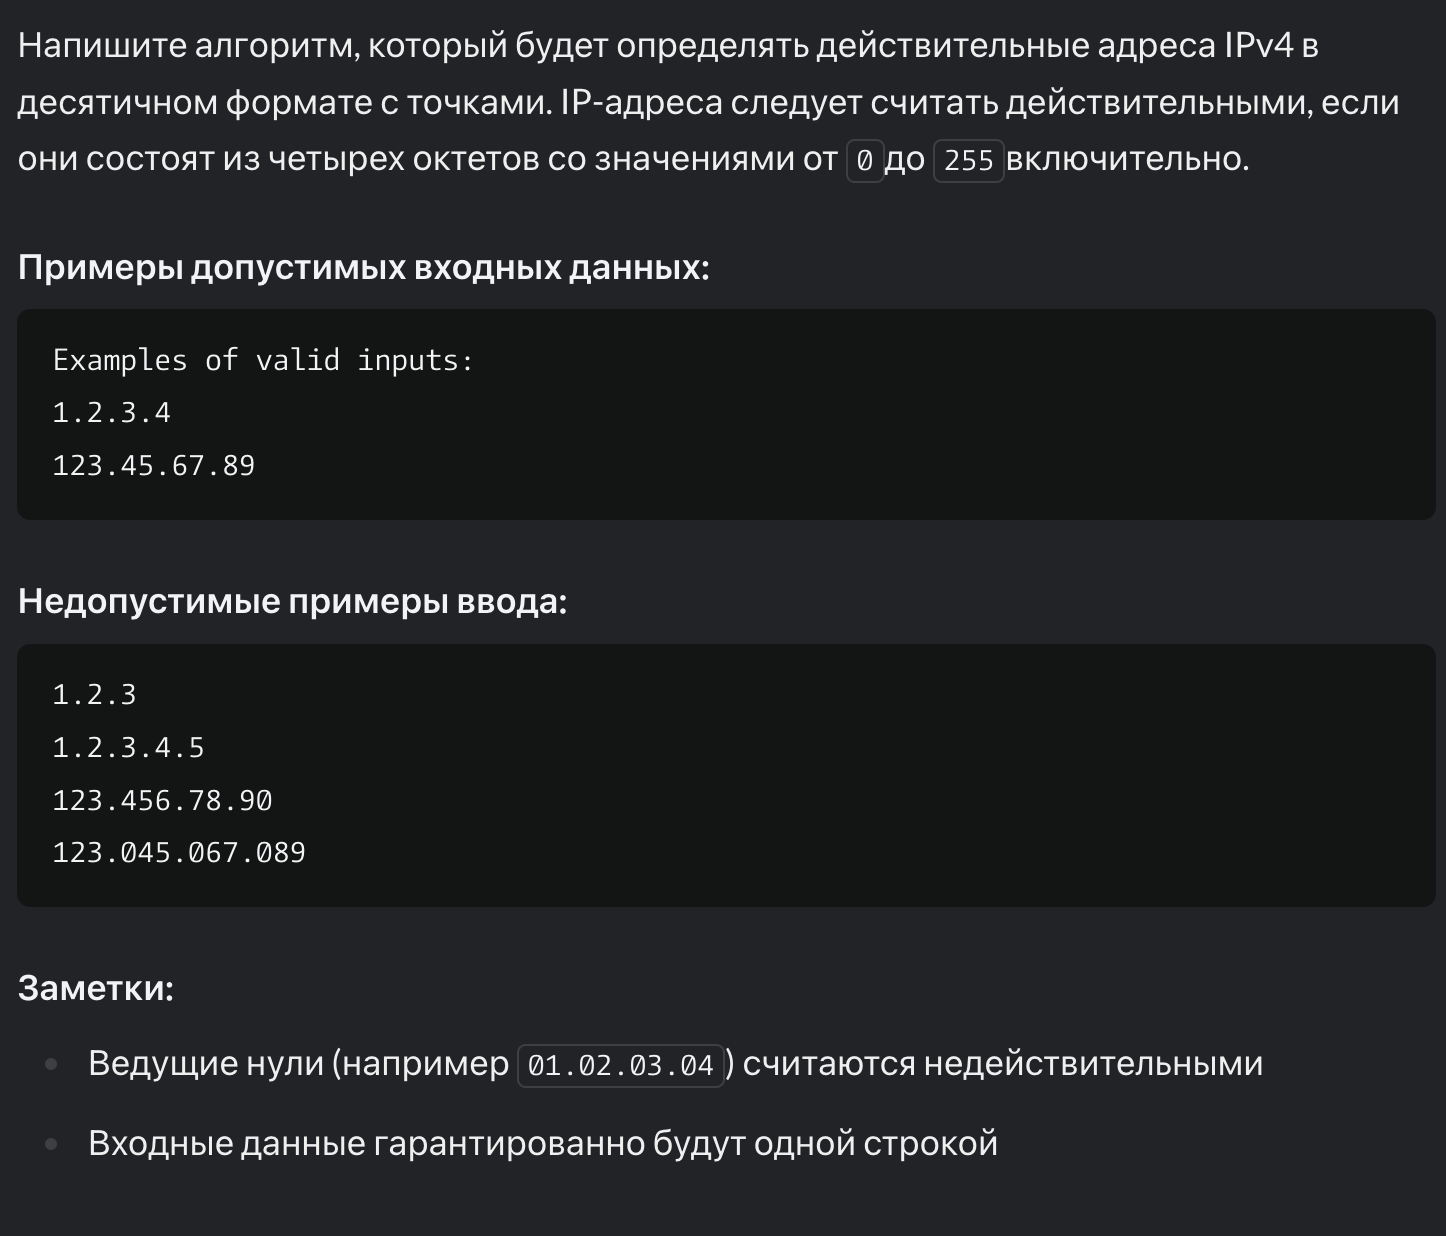 Напишите алгоритм, который будет определять действительные адреса IPv4 в
десятичном формате с точками. IP-адреса следует считать действительными, если
они состоят из четырех октетов со значениями от 0 до 255 включительно.
Примеры допустимых входных данных:
Examples of valid inputs:
1.2.3.4
123.45.67.89
Недопустимые примеры ввода:
1.2.3
1.2.3.4.5
123.456.78.90
123.045.067.089
Заметки:
Ведущие нули (например 01.02.03.04) считаются недействительными
Входные данные гарантированно будут одной строкой